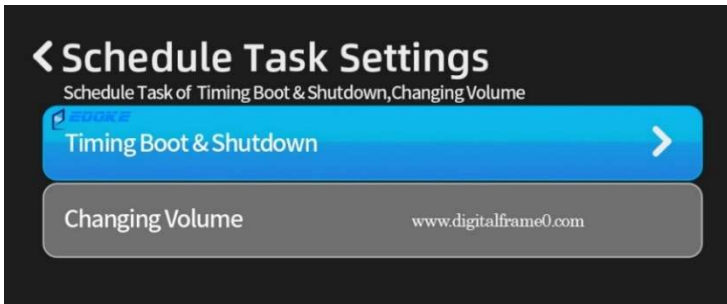 Schedule Task Settings
Schedule Task of Timing Boot & Shutdown,Changing Volume
EDOKE
Timing Boot & Shutdown
Changing Volume www.digitalframe0.com